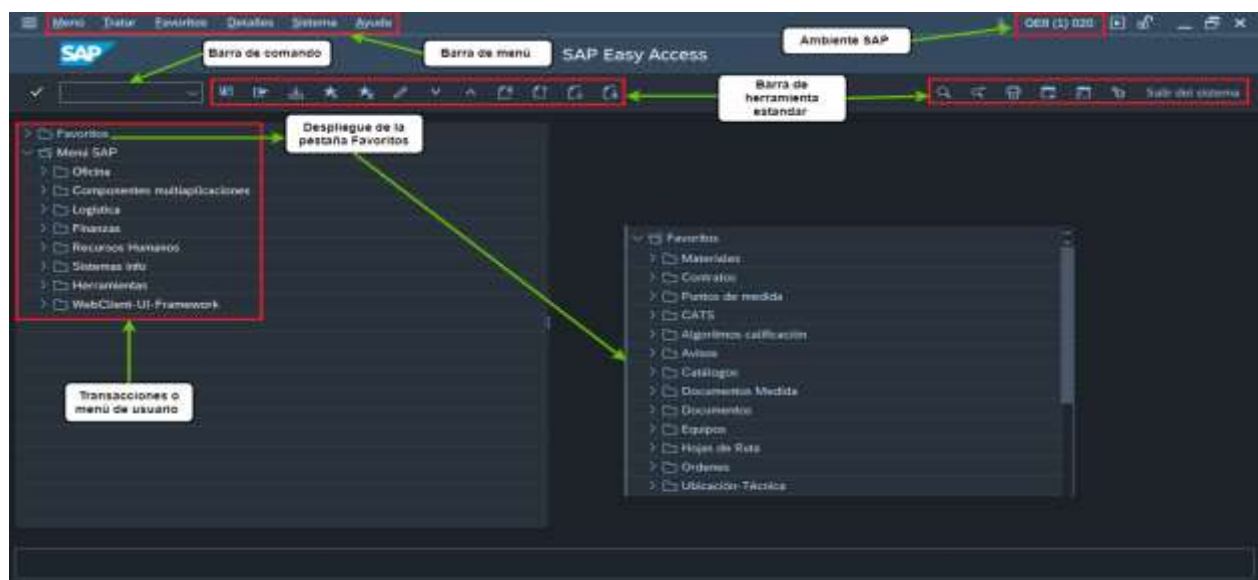 Menú Tratar Favoritos Detalles Sistema Ayuda
(1) 020
SAP
Barra de comando
Barra de menú
SAP Easy Access
Ambiente SAP
Barra de
herramienta
estandar
Salir del sistema
Despliegue de la
pestaña Favoritos
Favoritos
Menú SAP
Oficina
Componentes multiaplicaciones
Logística
Finanzas
Recursos Humanos
Sistemas info
Herramientas
WebClient-UI-Framework
Transacciones o
menú de usuario
Favoritos
Materiales
Contratos
Puntos de medida
CATS
Algoritmos calificación
Avisos
Catálogos
Documentos Medida
Documentos
Equipos
Hojas de Ruta
Ordenes
Ubicación-Técnica